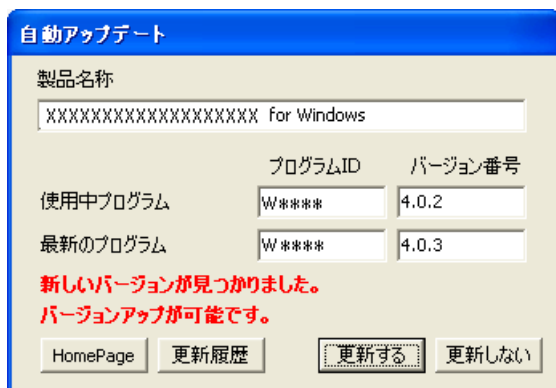 自動アップデート
製品名称
XXXXXXXXXXXXXXXXXXX for Windows
プログラムID バージョン番号
使用中プログラム W**** 4.0.2
最新のプログラム W**** 4.0.3
新しいバージョンが見つかりました。
バージョンアップが可能です。
HomePage 更新履歴 更新する 更新しない